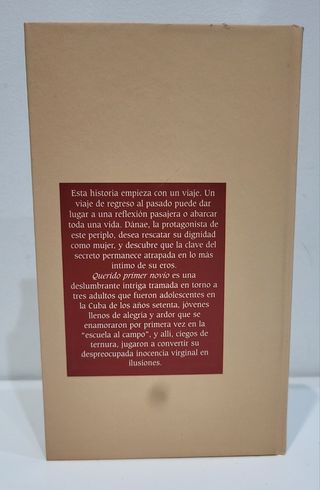 Esta historia empieza con un viaje. Un
viaje de regreso al pasado puede dar
lugar a una reflexión pasajera o abarcar
toda una vida. Dánae, la protagonista de
este periplo, desea rescatar su dignidad
como mujer, y descubre que la clave del
secreto permanece atrapada en lo más
intimo de su eros.
Querido primer novio es una
deslumbrante intriga tramada en torno a
tres adultos que fueron adolescentes en
la Cuba de los años setenta, jóvenes
llenos de alegria y ardor que se
enamoraron por primera vez en la
"escuela al campo", y alli, ciegos de
ternura, jugaron a convertir su
despreocupada inocencia virginal en
ilusiones.